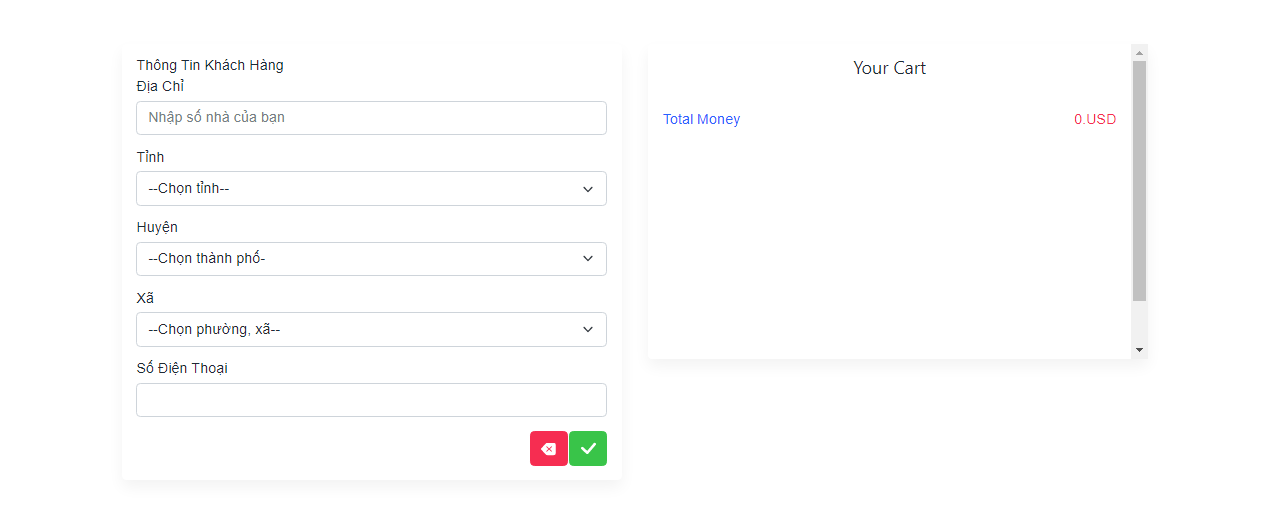 Thông Tin Khách Hàng
Địa Chỉ
Nhập số nhà của bạn
Tỉnh
--Chọn tỉnh--
Huyện
--Chọn thành phố-
Xã
--Chọn phường, xã--
Số Điện Thoại
Your Cart
Total Money 0.USD